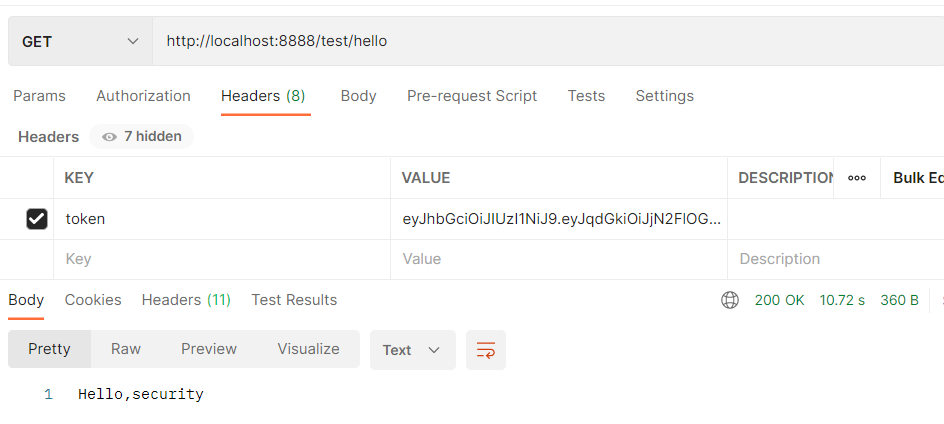 GET http://localhost:8888/test/hello
Params Authorization Headers (8) Body Pre-request Script Tests Settings
Headers 7 hidden
KEY VALUE DESCRIPTION ooo Bulk Ed
token eyJhbGciOiJIUzI1NiJ9.eyJqdGkiOiJjN2FlOG...
Key Value Description
Body Cookies Headers (11) Test Results 200 OK 10.72 s 360 B
Pretty Raw Preview Visualize Text
1 Hello,security